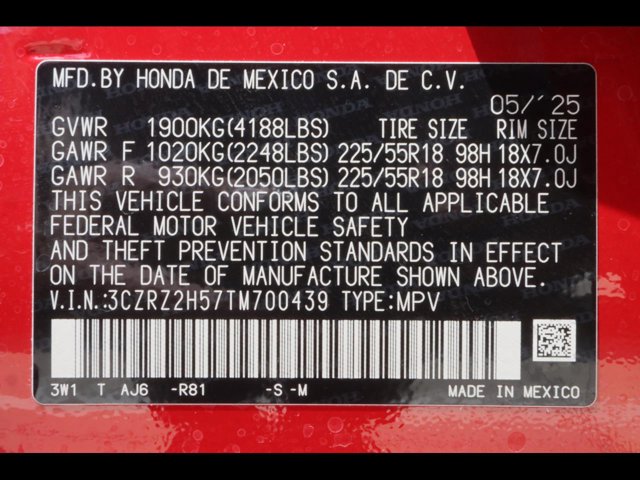 MFD.BY HONDA DE MEXICO S.A. DE C.V.
05/'25
GVWR 1900KG(4188LBS) TIRE SIZE RIM SIZE
GAWR F 1020KG(2248LBS) 225/55R18 98H 18X7.0J
GAWR R 930KG(2050LBS) 225/55R18 98H 18X7.0J
THIS VEHICLE CONFORMS TO ALL APPLICABLE
FEDERAL MOTOR VEHICLE SAFETY
AND THEFT PREVENTION STANDARDS IN EFFECT
ON THE DATE OF MANUFACTURE SHOWN ABOVE.
V.I.N.:3CZRZ2H57TM700439 TYPE:MPV
3W1 T AJ6 -R81 -S -M MADE IN MEXICO